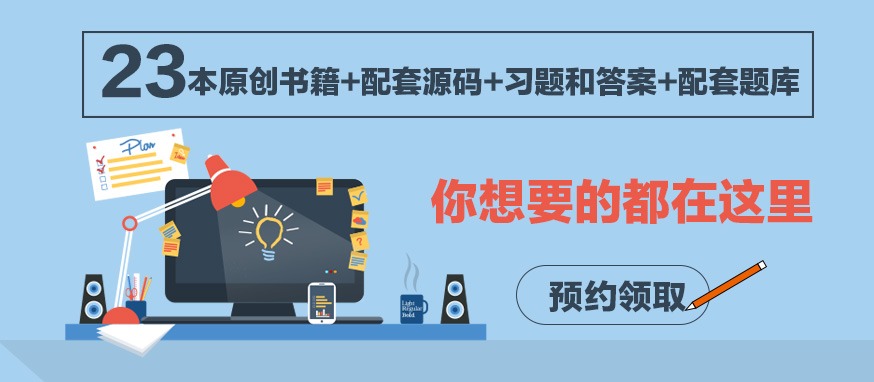 23本原创书籍+配套源码+习题和答案+配套题库
Plan
你想要的都在这里
?
预约领取
Light
Regular
Bold